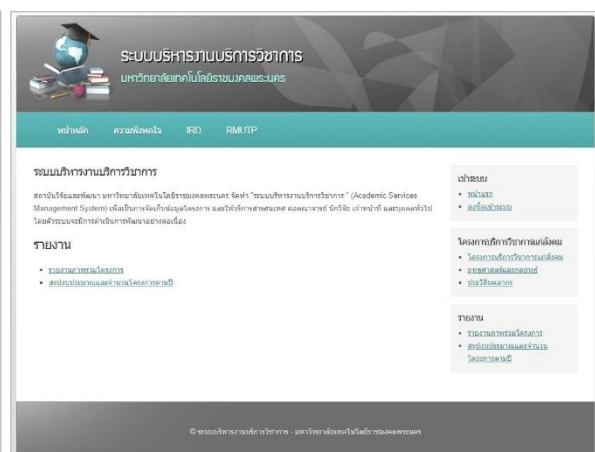 ระบบบริหารงานบริการวิชาการ
มหาวิทยาลัยเทคโนโลยีราชมงคลพระนคร
หน้าหลัก ความพึงพอใจ IRD RMUTP
ระบบบริหารงานบริการวิชาการ
สถาบันวิจัยและพัฒนา มหาวิทยาลัยเทคโนโลยีราชมงคลพระนคร จัดทำ "ระบบบริหารงานบริการวิชาการ " (Academic Services
Management System) เพื่อเป็นการจัดเก็บข้อมูลโครงการ และให้บริการสารสนเทศ ตลอดอาจารย์ นักวิจัย เจ้าหน้าที่ และบุคคลทั่วไป
โดยตัวระบบจะมีการดำเนินการพัฒนาอย่างต่อเนื่อง
รายงาน
รายงานภาพรวมโครงการ
สรุปงบประมาณและจำนวนโครงการตามปี
เข้าระบบ
หน้าแรก
ลงชื่อเข้าระบบ
โครงการบริการวิชาการแก่สังคม
โครงการบริการวิชาการแก่สังคม
ยุทธศาสตร์และกลยุทธ์
ประวัติบุคลากร
รายงาน
รายงานภาพรวมโครงการ
สรุปงบประมาณและจำนวน
โครงการตามปี
© ระบบบริหารงานบริการวิชาการ - มหาวิทยาลัยเทคโนโลยีราชมงคลพระนคร